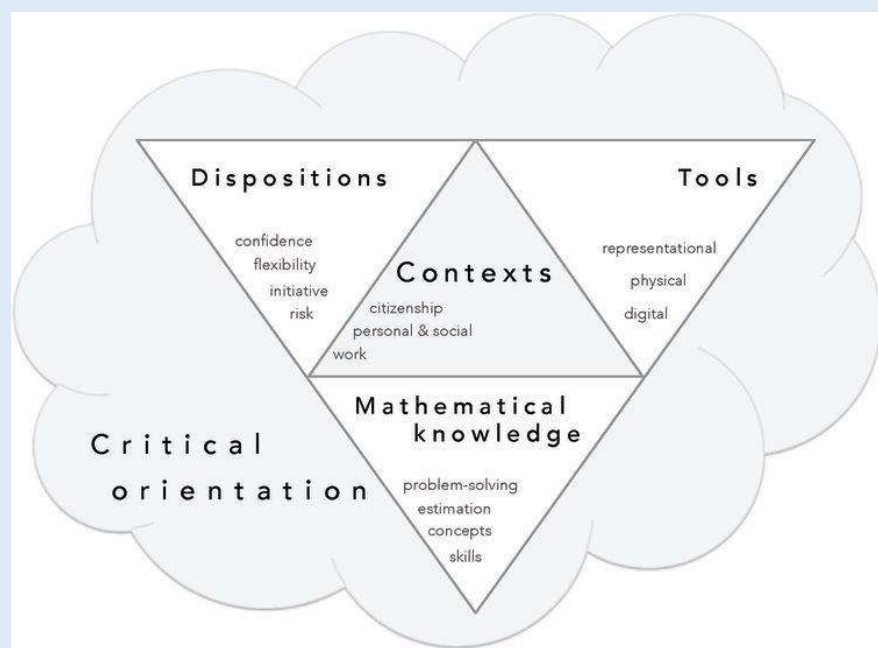 Dispositions
confidence
flexibility
initiative
risk
Tools
representational
physical
digital
Contexts
citizenship
personal & social
work
Mathematical
knowledge
problem-solving
estimation
concepts
skills
Critical
orientation